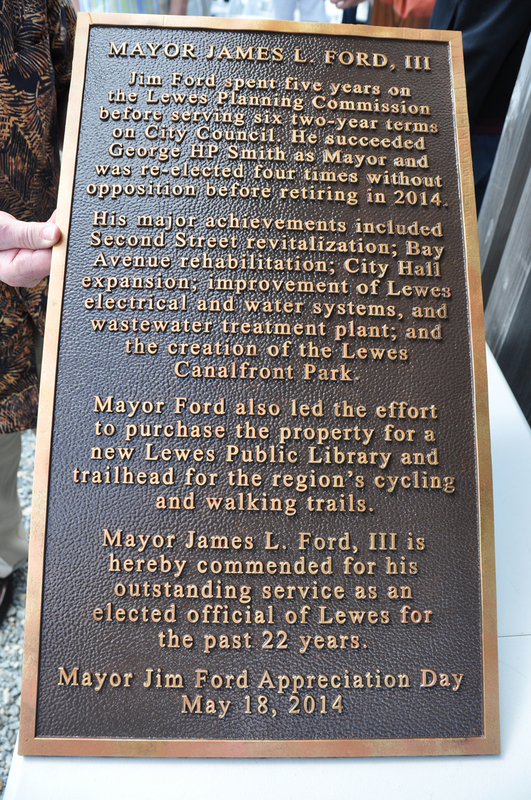 MAYOR JAMES L. FORD, III
Jim Ford spent five years on
the Lewes Planning Commission
before serving six two-year terms
on City Council. He succeeded
George HP Smith as Mayor and
was re-elected four times without
opposition before retiring in 2014.
His major achievements included
Second Street revitalization; Bay
Avenue rehabilitation; City Hall
expansion; improvement of Lewes
electrical and water systems, and
wastewater treatment plant; and
the creation of the Lewes
Canalfront Park.
Mayor Ford also led the effort
to purchase the property for a
new Lewes Public Library and
trailhead for the region's cycling
and walking trails.
Mayor James L. Ford, III is
hereby commended for his
outstanding service as an
elected official of Lewes for
the past 22 years.
Mayor Jim Ford Appreciation Day
May 18, 2014